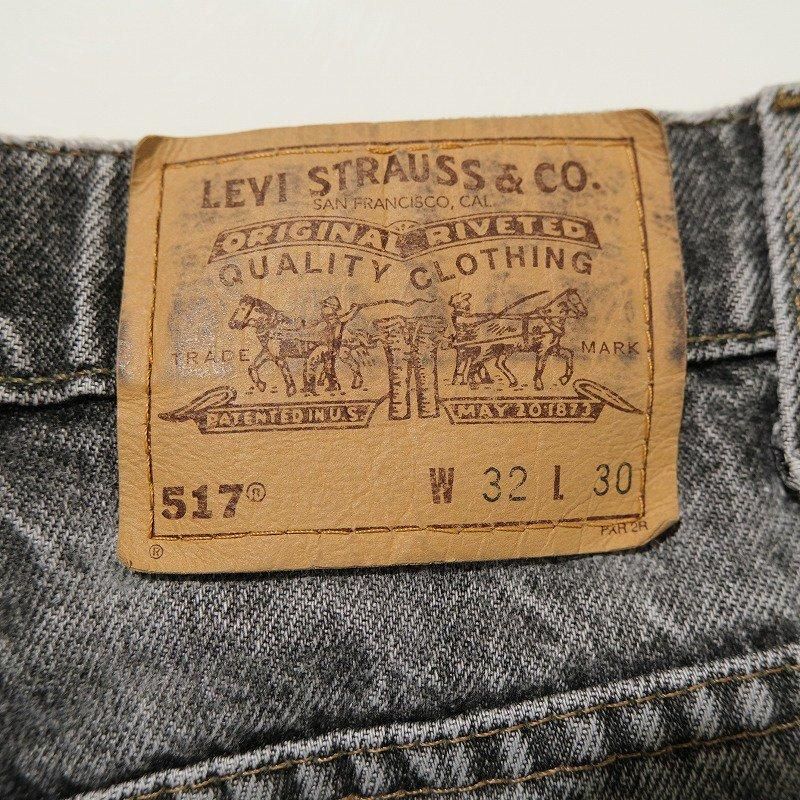 LEVI STRAUSS & CO.
SAN FRANCISCO, CAL.
ORIGINAL RIVETED
QUALITY CLOTHING
TRADE MARK
PATENTED IN U.S. MAY 20 1873
517® W 32 L 30
®